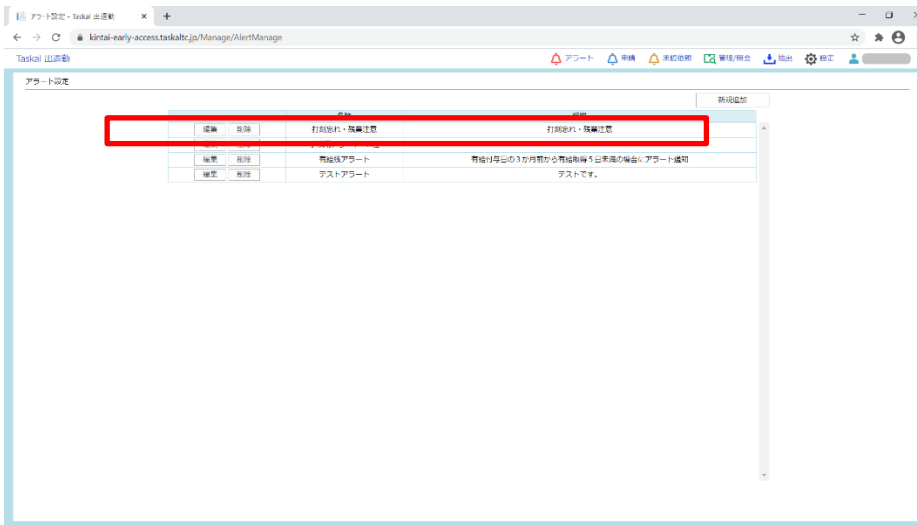 アラート設定 - Taskal 出退勤
kintai-early-access.taskaltc.jp/Manage/AlertManage
Taskal 出退勤 アラート 申請 承認依頼 管理/照会 抽出 設定
アラート設定
新規追加
編集 削除 打刻忘れ・残業注意 打刻忘れ・残業注意
編集 削除 有給残アラート 有給付与日の3か月前から有給取得5日未満の場合にアラート通知
編集 削除 テストアラート テストです。